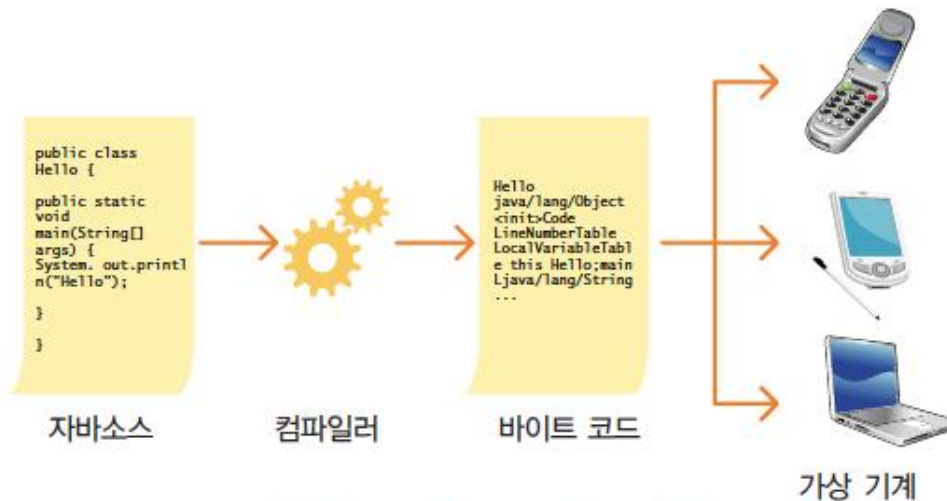 public class
Hello {
public static
void
main(String[]
args) {
System. out.printl
n("Hello");
}
}
Hello
java/lang/Object
<init>Code
LineNumberTable
LocalVariableTabl
e this Hello;main
Ljava/lang/String
...
자바소스
컴파일러
바이트 코드
가상 기계